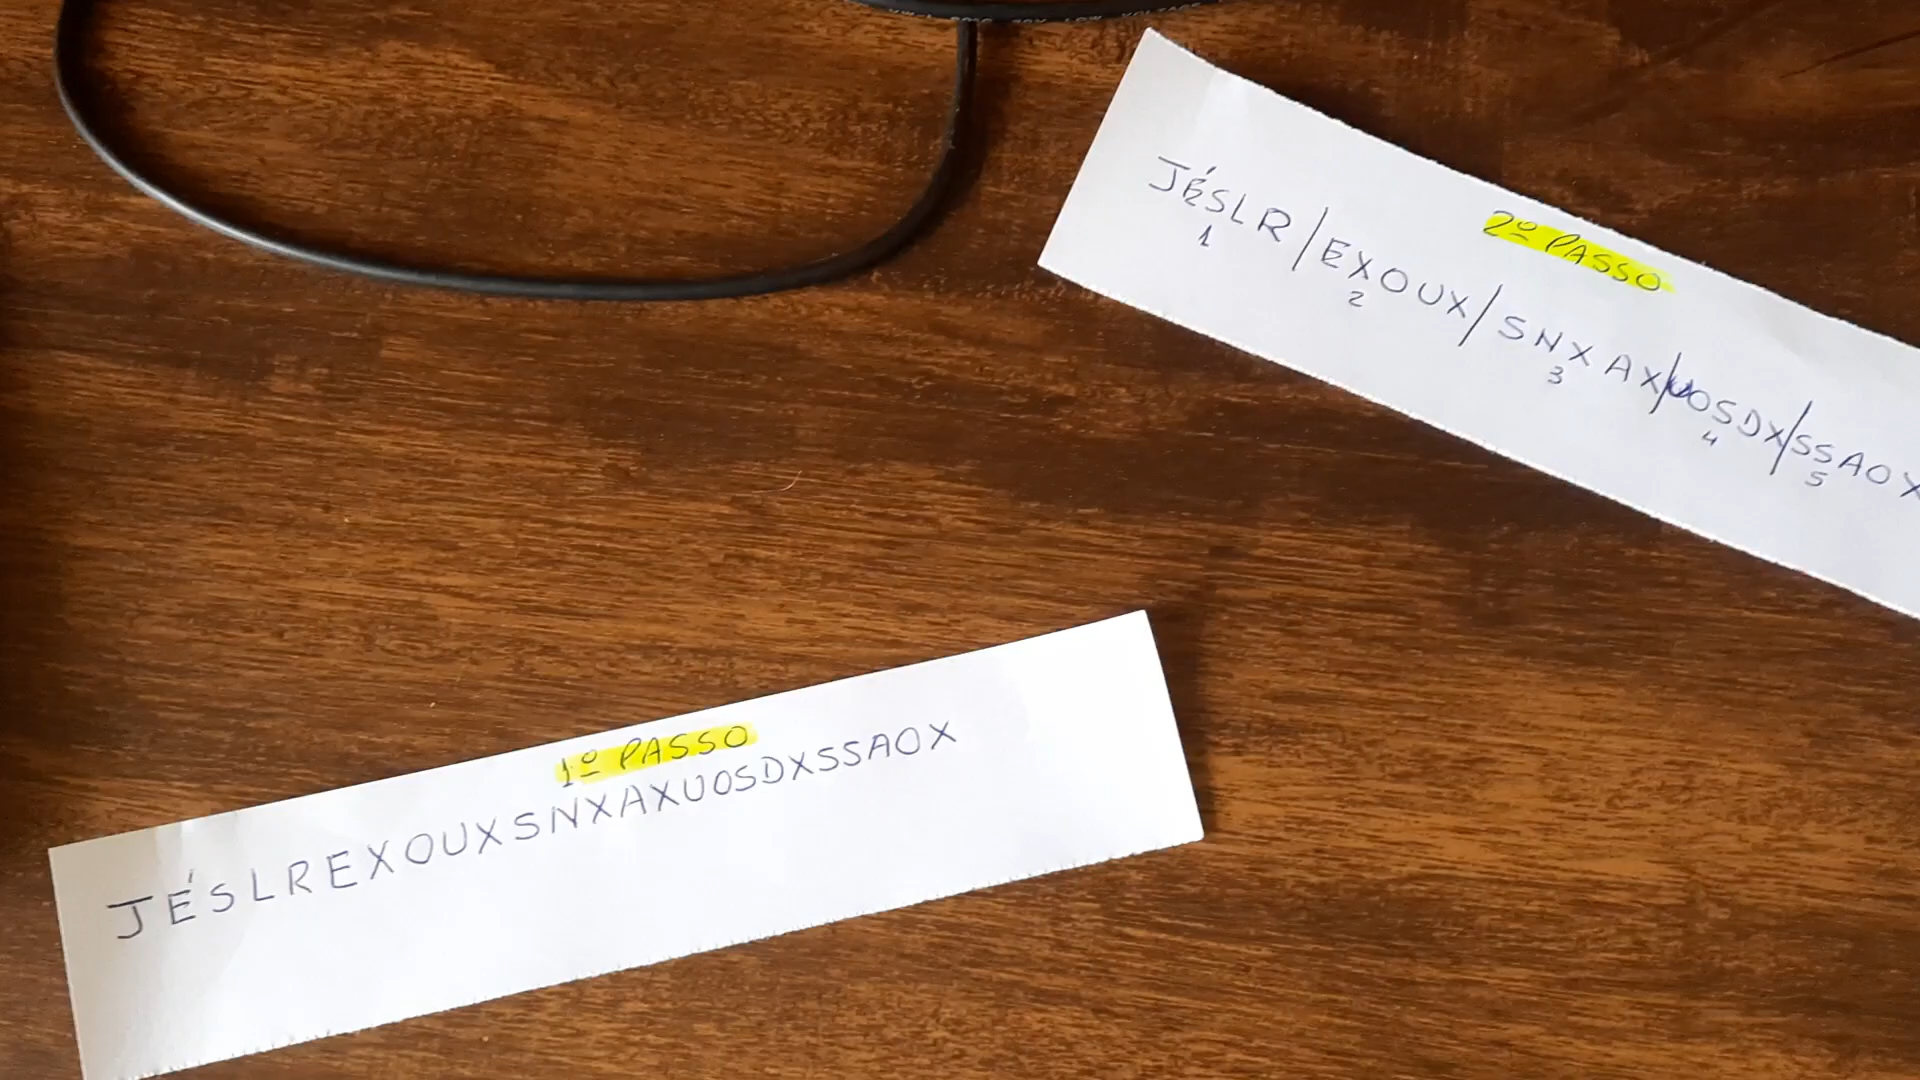 2º PASSO
JÉSLR/EXOUX/SNXAX/UOSDX/SSAOX
1 2 3 4 5
1º PASSO
JÉSLREXOUXSNXAXUOSDXSSAOX